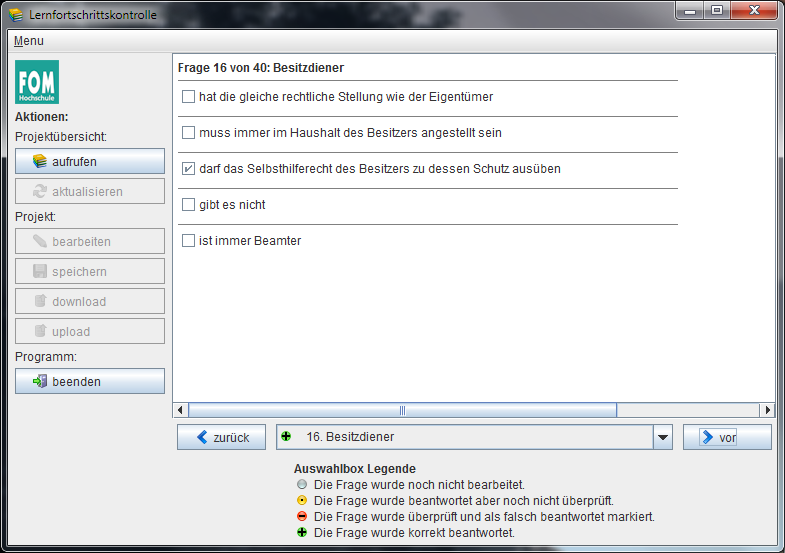 Lernfortschrittskontrolle
Menu
FOM
Hochschule
Aktionen:
Projektübersicht:
aufrufen
aktualisieren
Projekt:
bearbeiten
speichern
download
upload
Programm:
beenden
Frage 16 von 40: Besitzdiener
hat die gleiche rechtliche Stellung wie der Eigentümer
muss immer im Haushalt des Besitzers angestellt sein
darf das Selbsthilferecht des Besitzers zu dessen Schutz ausüben
gibt es nicht
ist immer Beamter
zurück
16. Besitzdiener
vor
Auswahlbox Legende
Die Frage wurde noch nicht bearbeitet.
Die Frage wurde beantwortet aber noch nicht überprüft.
Die Frage wurde überprüft und als falsch beantwortet markiert.
Die Frage wurde korrekt beantwortet.